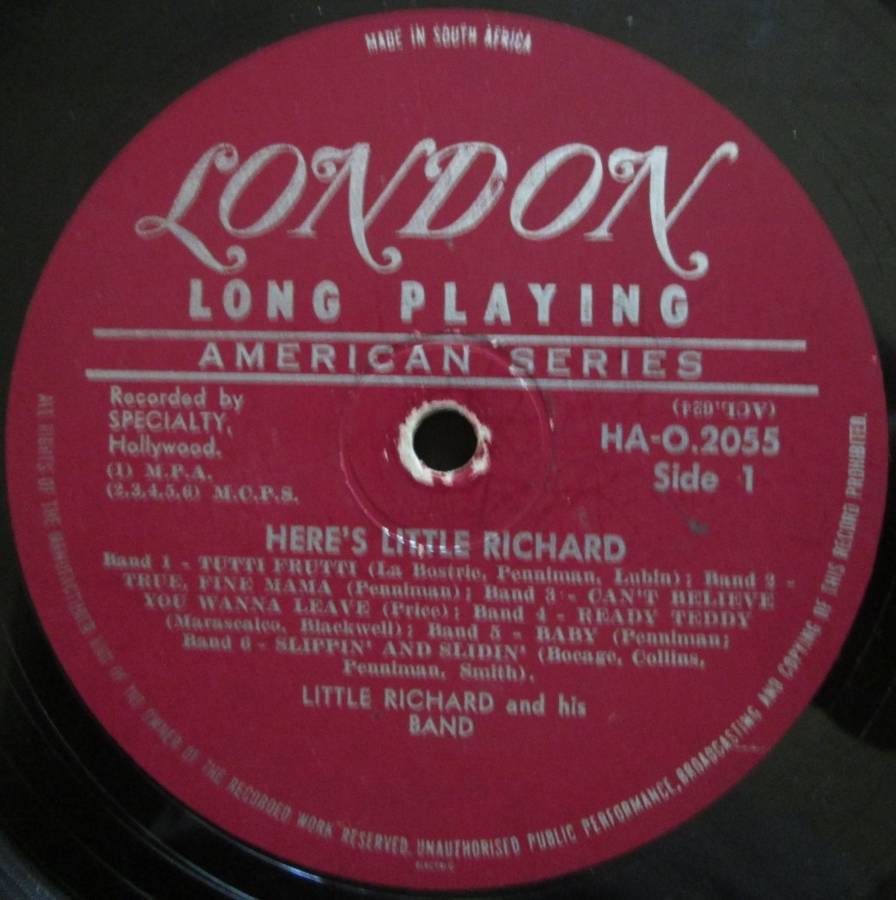 MADE IN SOUTH AFRICA
LONDON
LONG PLAYING
AMERICAN SERIES
Recorded by
SPECIALTY,
Hollywood.
(1) M.P.A.
(2,3,4,5,6) M.C.P.S.
(ACL.624)
HA-O.2055
Side 1
HERE'S LITTLE RICHARD
Band 1 - TUTTI FRUTTI (La Bostrie, Penniman, Lubin); Band 2 -
TRUE, FINE MAMA (Penniman); Band 3 - CAN'T BELIEVE
YOU WANNA LEAVE (Price); Band 4 - READY TEDDY
(Marascalco, Blackwell); Band 5 - BABY (Penniman;
Band 6 - SLIPPIN' AND SLIDIN' (Bocage, Collins,
Penniman, Smith).
LITTLE RICHARD and his
BAND
ALL RIGHTS OF THE MANUFACTURER AND OF THE OWNER OF THE RECORDED WORK RESERVED. UNAUTHORISED PUBLIC PERFORMANCE, BROADCASTING AND COPYING OF THIS RECORD PROHIBITED.